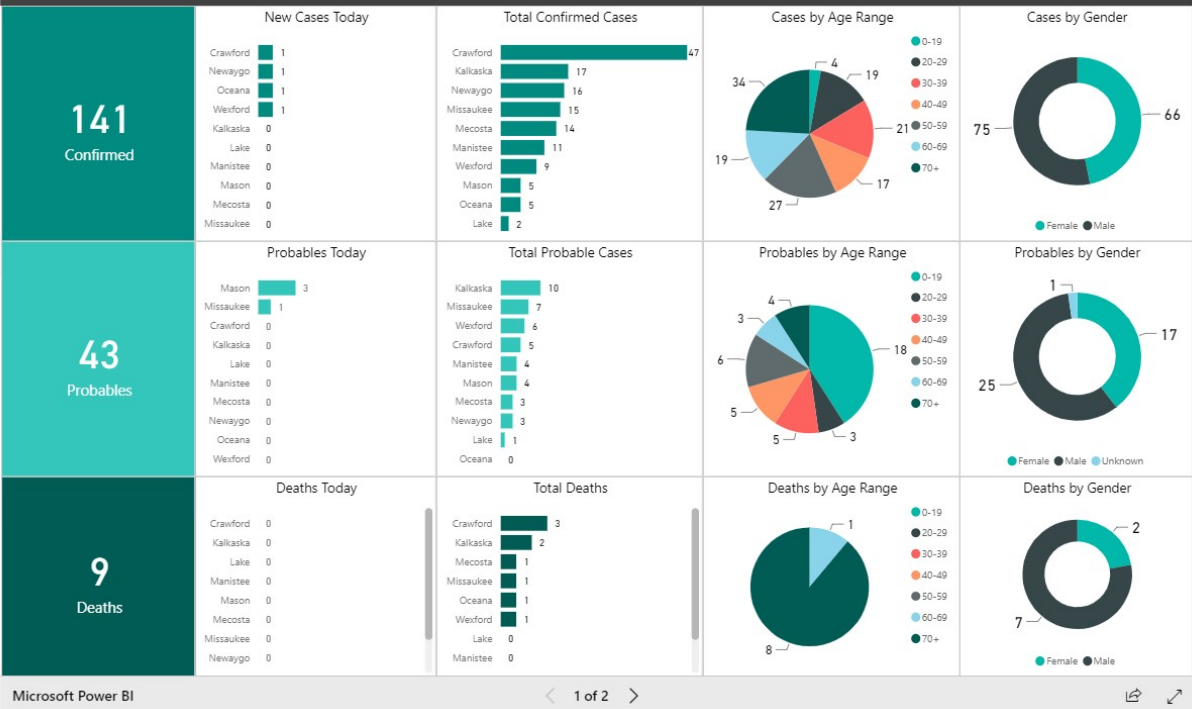 141
Confirmed
New Cases Today
Crawford 1
Newaygo 1
Oceana 1
Wexford 1
Kalkaska 0
Lake 0
Manistee 0
Mason 0
Mecosta 0
Missaukee 0
Total Confirmed Cases
Crawford 47
Kalkaska 17
Newaygo 16
Missaukee 15
Mecosta 14
Manistee 11
Wexford 9
Mason 5
Oceana 5
Lake 2
Cases by Age Range
4
19
21
17
27
19
34
0-19
20-29
30-39
40-49
50-59
60-69
70+
Cases by Gender
66
75
Female Male
43
Probables
Probables Today
Mason 3
Missaukee 1
Crawford 0
Kalkaska 0
Lake 0
Manistee 0
Mecosta 0
Newaygo 0
Oceana 0
Wexford 0
Total Probable Cases
Kalkaska 10
Missaukee 7
Wexford 6
Crawford 5
Manistee 4
Mason 4
Mecosta 3
Newaygo 3
Lake 1
Oceana 0
Probables by Age Range
18
3
5
5
6
3
4
0-19
20-29
30-39
40-49
50-59
60-69
70+
Probables by Gender
1
17
25
Female Male Unknown
9
Deaths
Deaths Today
Crawford 0
Kalkaska 0
Lake 0
Manistee 0
Mason 0
Mecosta 0
Missaukee 0
Newaygo 0
Total Deaths
Crawford 3
Kalkaska 2
Mecosta 1
Missaukee 1
Oceana 1
Wexford 1
Lake 0
Manistee 0
Deaths by Age Range
1
8
0-19
20-29
30-39
40-49
50-59
60-69
70+
Deaths by Gender
2
7
Female Male
Microsoft Power BI
1 of 2